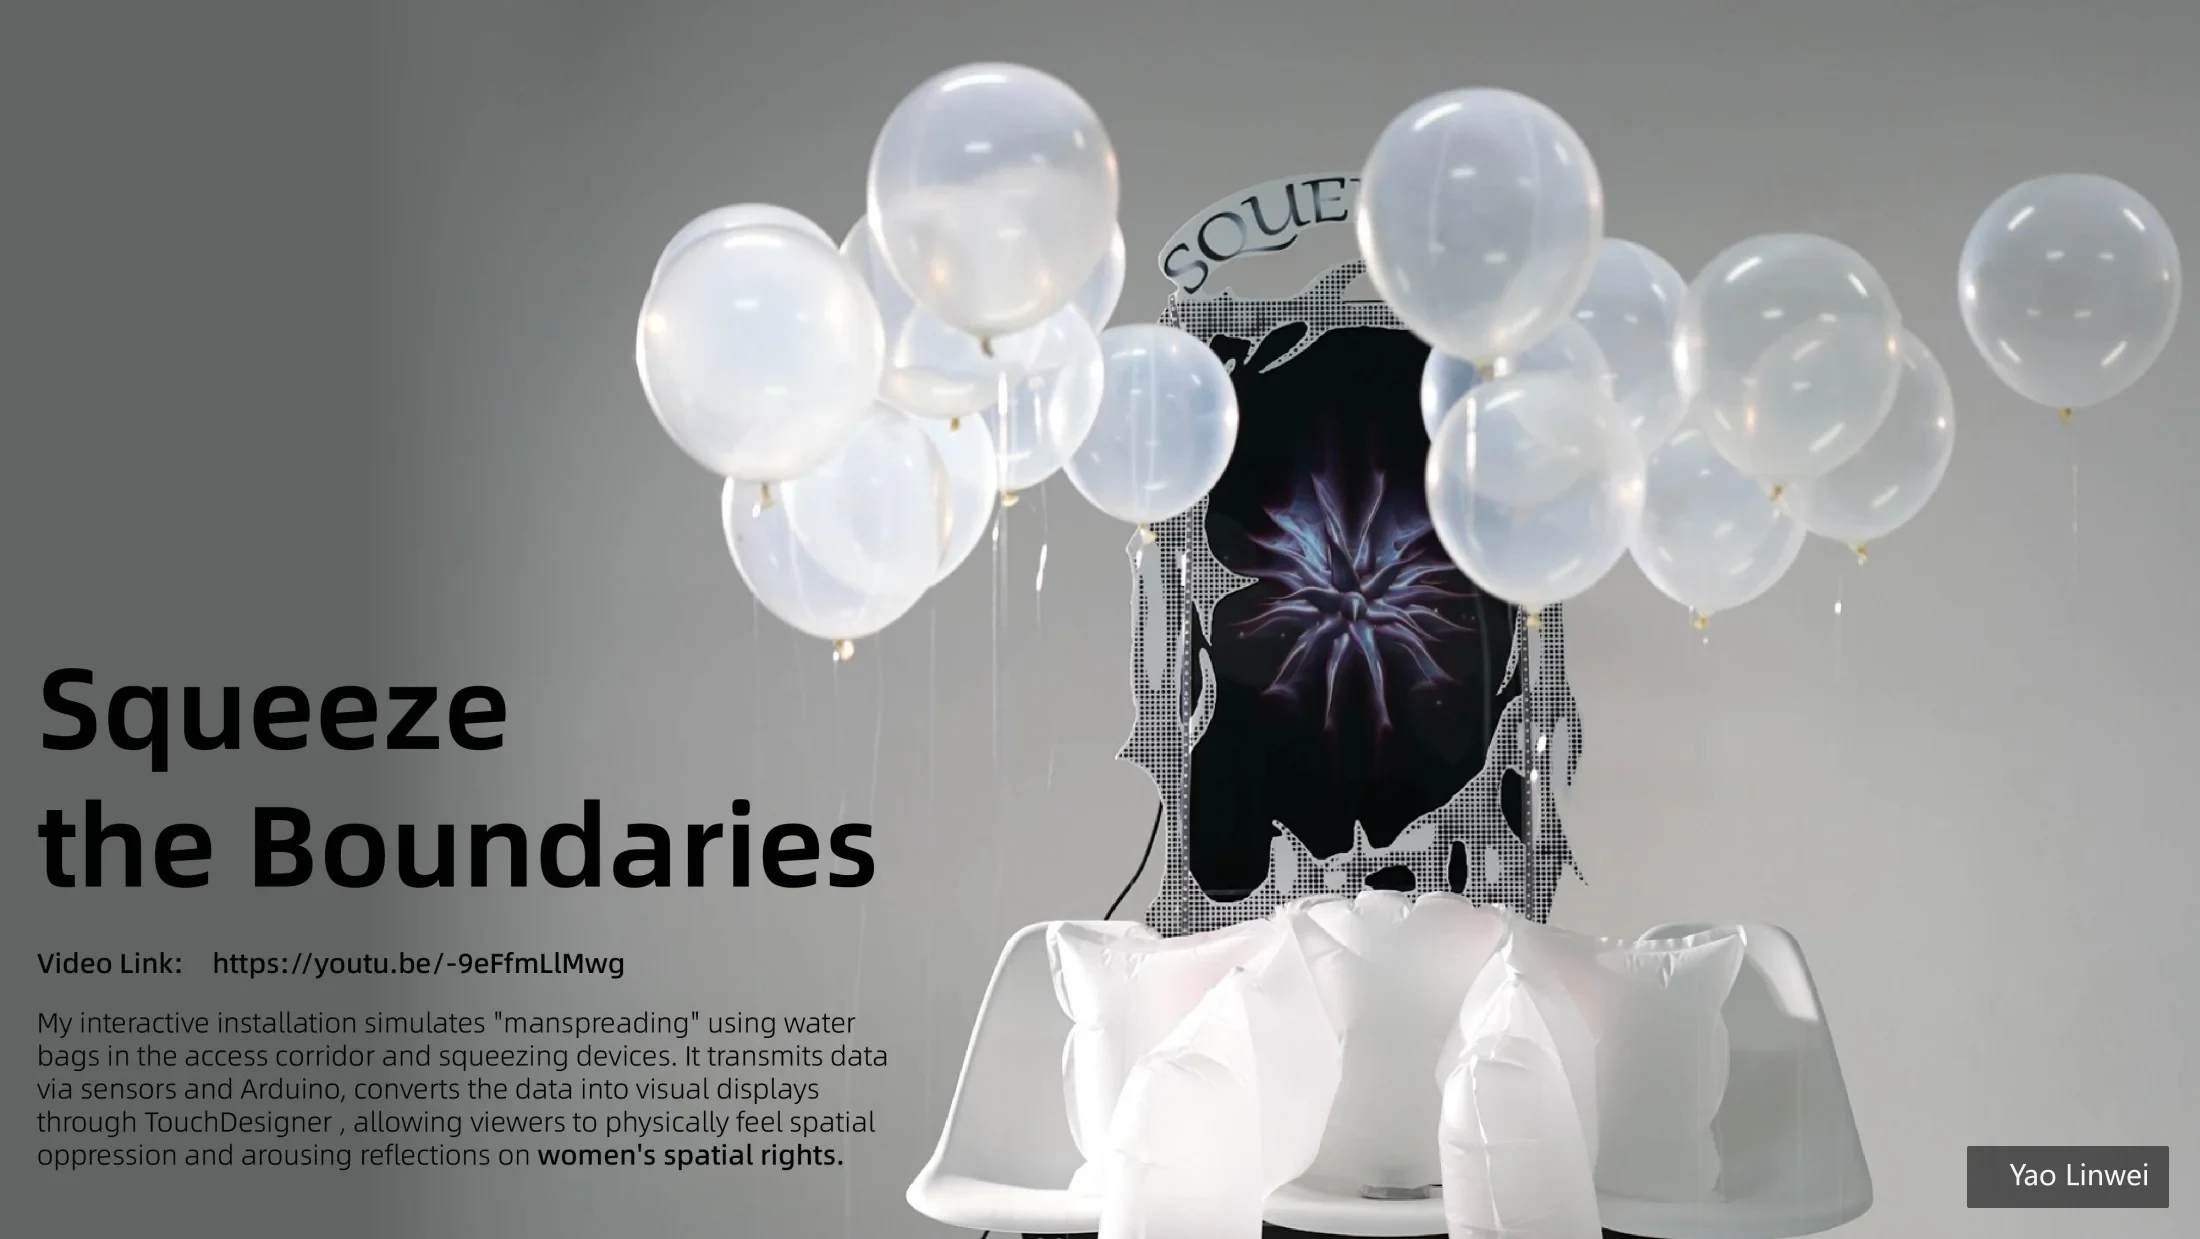 SQUE
Squeeze
the Boundaries
Video Link: https://youtu.be/-9eFfmLlMwg
My interactive installation simulates "manspreading" using water
bags in the access corridor and squeezing devices. It transmits data
via sensors and Arduino, converts the data into visual displays
through TouchDesigner , allowing viewers to physically feel spatial
oppression and arousing reflections on women's spatial rights.
Yao Linwei